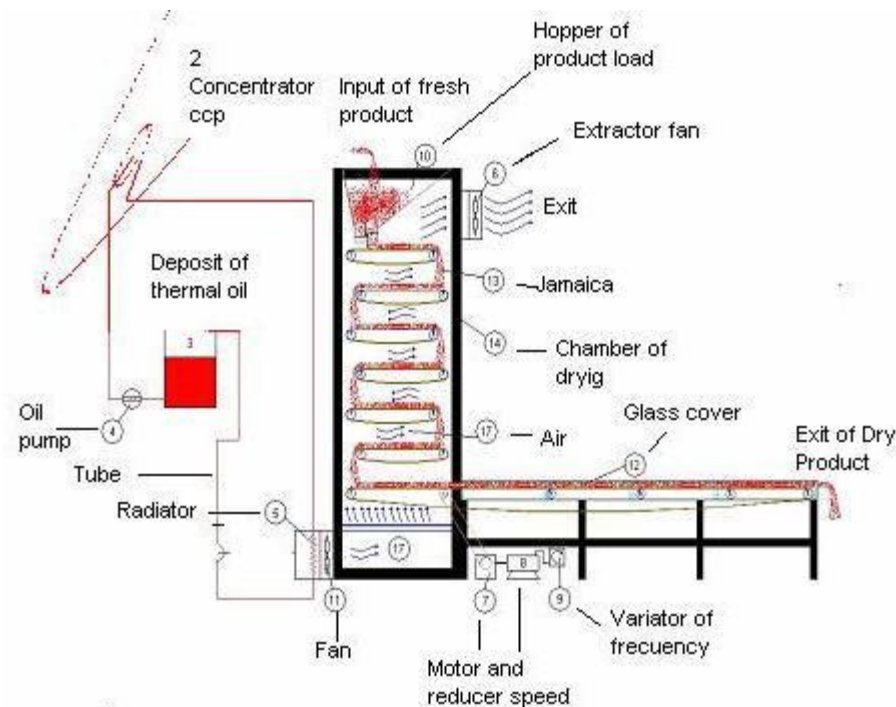 Hopper of
product load
2
Concentrator
ccp
Input of fresh
product
Extractor fan
10
6
Exit
Deposit of
thermal oil
13
Jamaica
3
14
Chamber of
dryig
Oil
pump
4
Glass cover
17
Air
Exit of Dry
Product
12
Tube
Radiator
5
17
7
8
9
11
Variator of
frecuency
Fan
Motor and
reducer speed